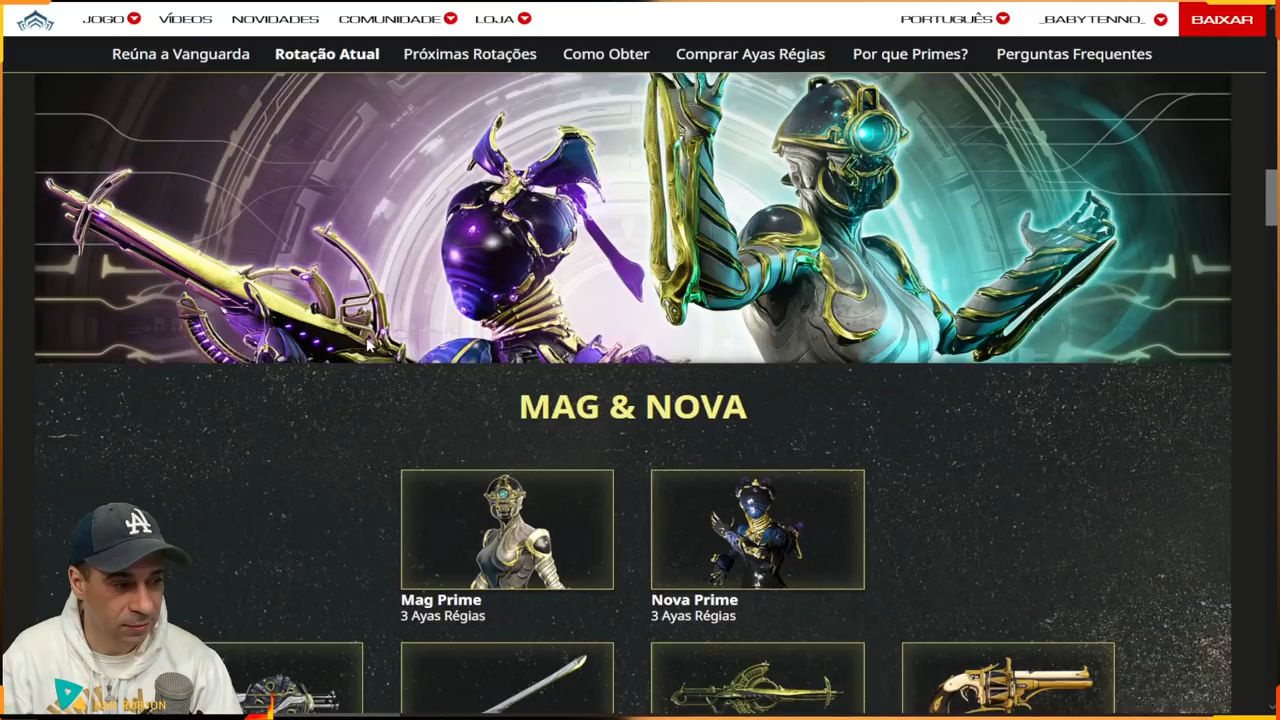 JOGO VÍDEOS NOVIDADES COMUNIDADE LOJA PORTUGUÊS _BABYTENNO_ BAIXAR
Reúna a Vanguarda Rotação Atual Próximas Rotações Como Obter Comprar Ayas Régias Por que Primes? Perguntas Frequentes
MAG & NOVA
Mag Prime
3 Ayas Régias
Nova Prime
3 Ayas Régias